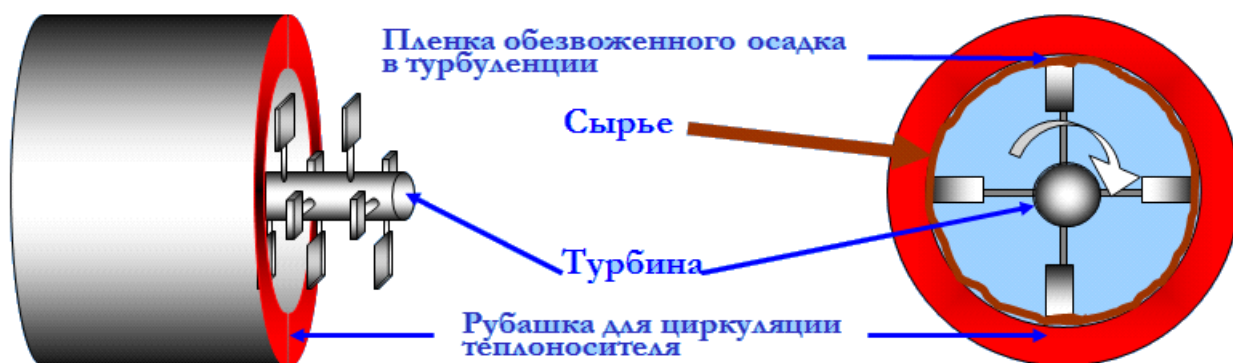 Пленка обезвоженного осадка
в турбуленции
Сырье
Турбина
Рубашка для циркуляции
теплоносителя